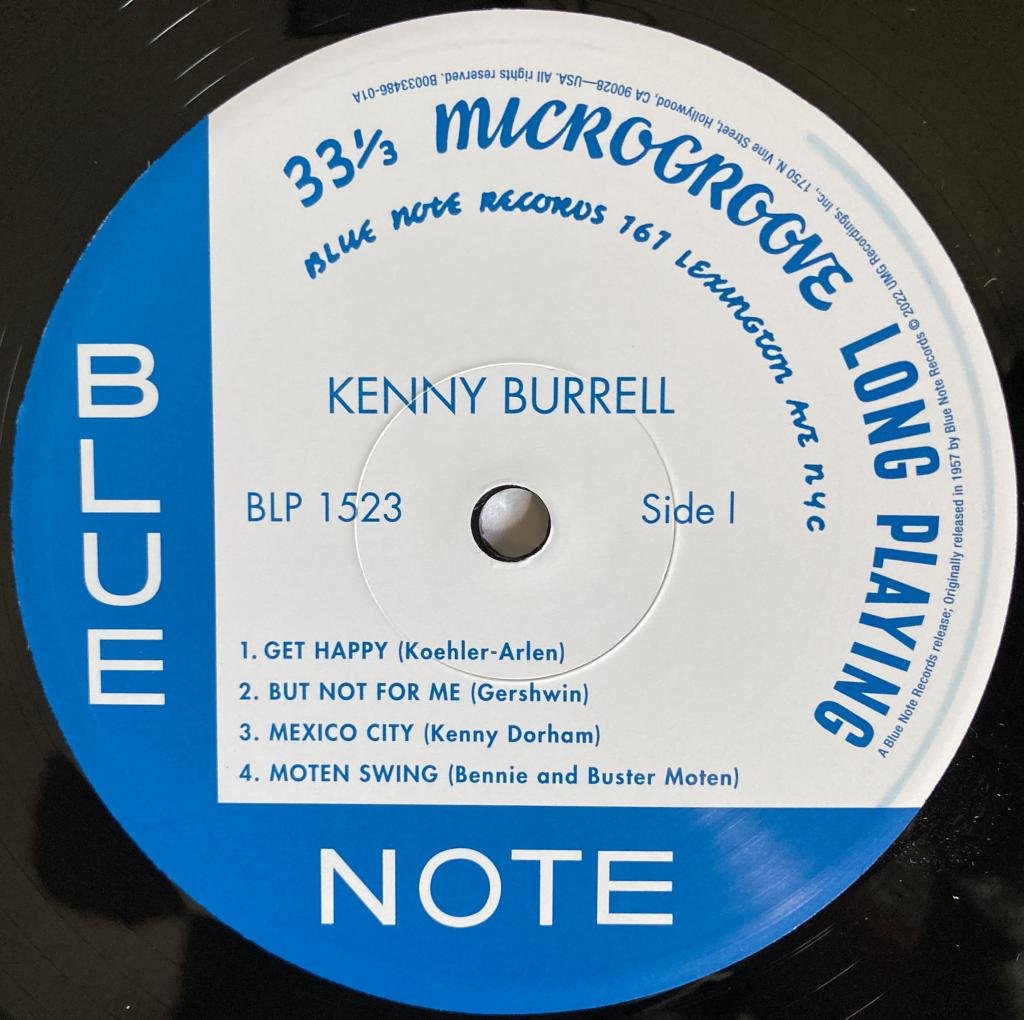 A Blue Note Records release; Originally released in 1957 by Blue Note Records ℗ 2022 UMG Recordings, Inc., 1750 N. Vine Street, Hollywood, CA 90028—USA. All rights reserved. B0033486-01A
33⅓ MICROGROOVE LONG PLAYING
BLUE NOTE RECORDS 767 LEXINGTON AVE NYC
KENNY BURRELL
BLP 1523
Side I
1. GET HAPPY (Koehler-Arlen)
2. BUT NOT FOR ME (Gershwin)
3. MEXICO CITY (Kenny Dorham)
4. MOTEN SWING (Bennie and Buster Moten)
BLUE
NOTE